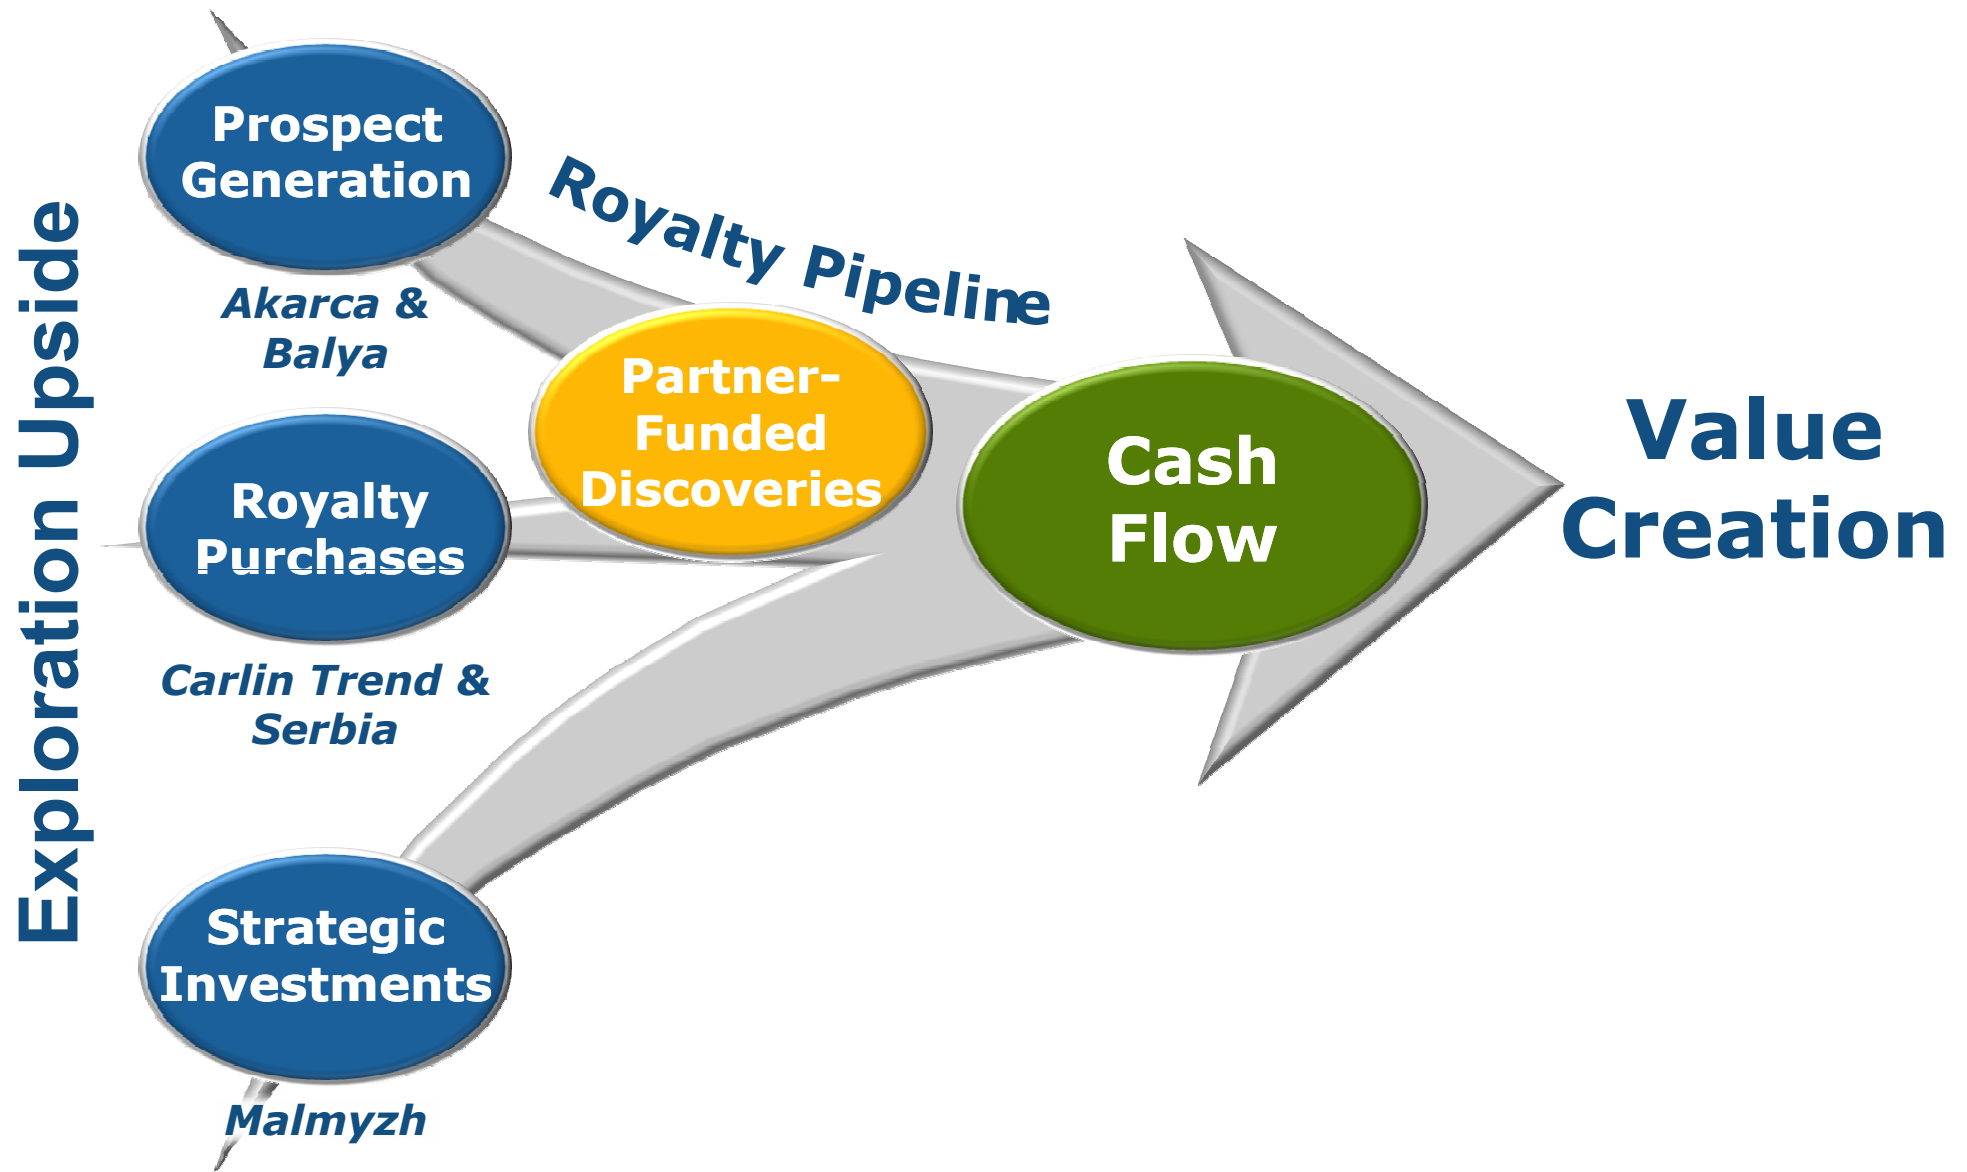 Exploration Upside
Prospect
Generation
Akarca &
Balya
Royalty Pipeline
Partner-
Funded
Discoveries
Royalty
Purchases
Carlin Trend &
Serbia
Strategic
Investments
Malmyzh
Cash
Flow
Value
Creation